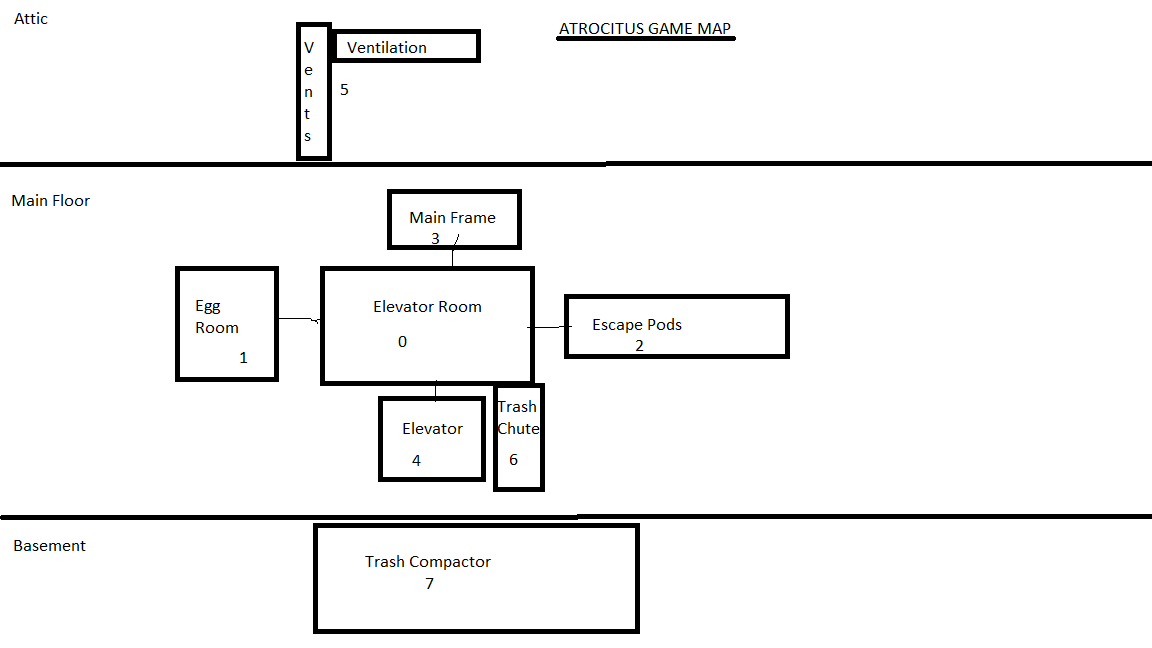 Attic
ATROCITUS GAME MAP
Vents
Ventilation
5
Main Floor
Main Frame
3
Egg
Room
1
Elevator Room
0
Escape Pods
2
Elevator
4
Trash
Chute
6
Basement
Trash Compactor
7